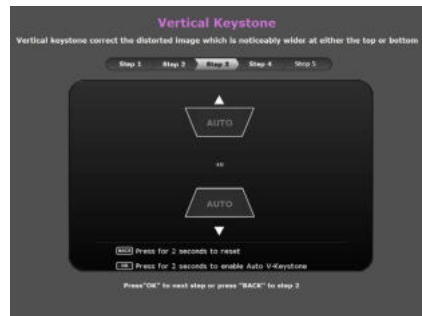 Vertical Keystone
Vertical keystone correct the distorted image which is noticeably wider at either the top or bottom
Step 1 Step 2 Step 3 Step 4 Step 5
AUTO
AUTO
BACK Press for 2 seconds to reset
OK Press for 2 seconds to enable Auto V-Keystone
Press"OK" to next step or press "BACK" to step 2